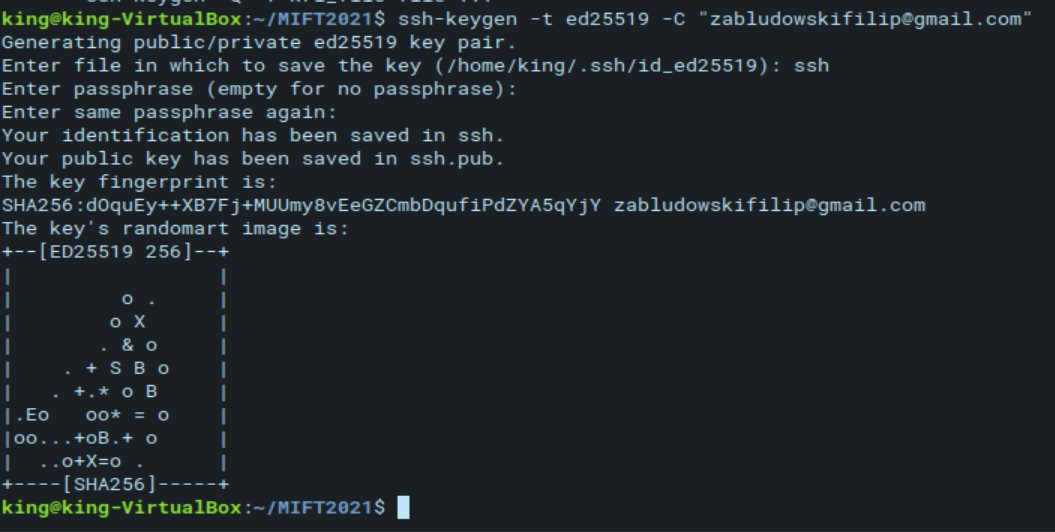 king@king-VirtualBox:~/MIFT2021$ ssh-keygen -t ed25519 -C "zabludowskifilip@gmail.com"
Generating public/private ed25519 key pair.
Enter file in which to save the key (/home/king/.ssh/id_ed25519): ssh
Enter passphrase (empty for no passphrase):
Enter same passphrase again:
Your identification has been saved in ssh.
Your public key has been saved in ssh.pub.
The key fingerprint is:
SHA256:dOquEy++XB7Fj+MUUmy8vEeGZCmbDqufiPdZYA5qYjY zabludowskifilip@gmail.com
The key's randomart image is:
+--[ED25519 256]--+
|                 |
|         o .     |
|        o X      |
|       . & o     |
|    . + S B o    |
|   . +.* o B     |
|.Eo   oo* = o    |
|oo...+oB.+ o     |
|  ..o+X=o .      |
+----[SHA256]-----+
king@king-VirtualBox:~/MIFT2021$